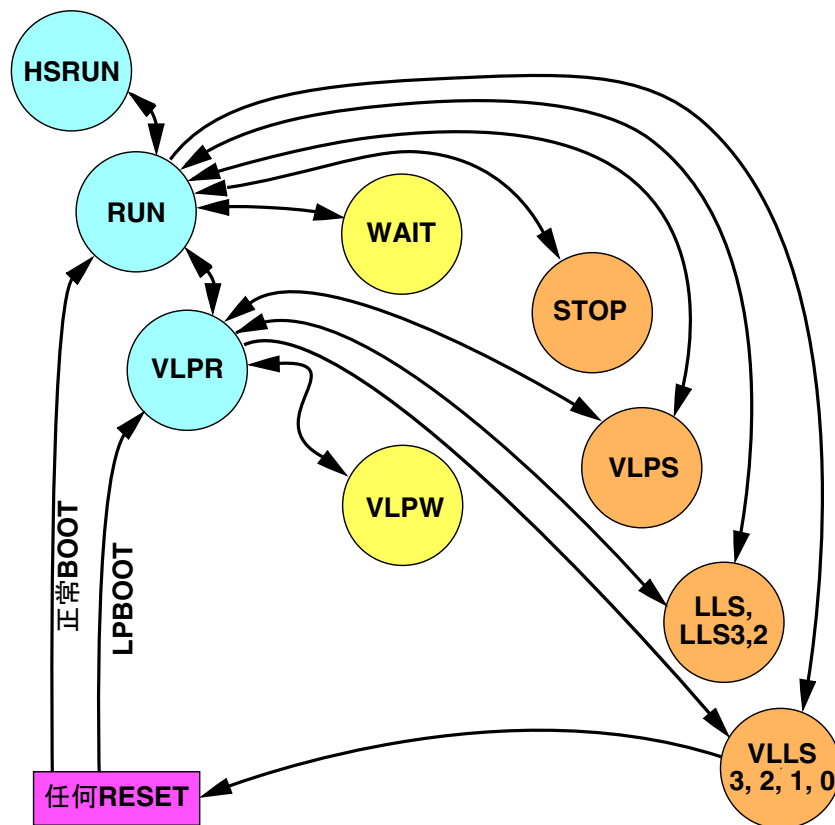 HSRUN
RUN
WAIT
STOP
VLPR
VLPS
VLPW
正常BOOT
LPBOOT
LLS,
LLS3,2
VLLS
3, 2, 1, 0
任何RESET